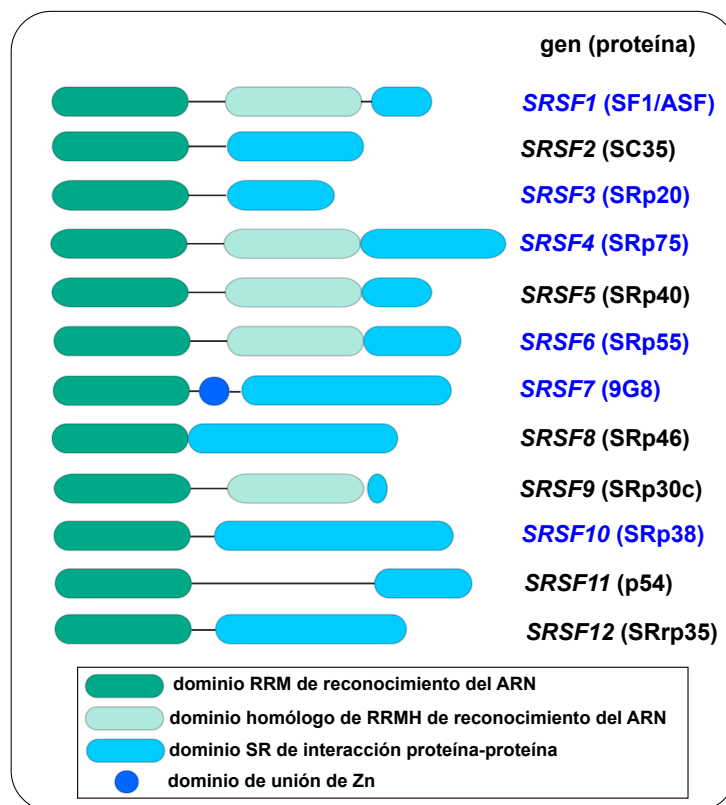 gen (proteína)
SRSF1 (SF1/ASF)
SRSF2 (SC35)
SRSF3 (SRp20)
SRSF4 (SRp75)
SRSF5 (SRp40)
SRSF6 (SRp55)
SRSF7 (9G8)
SRSF8 (SRp46)
SRSF9 (SRp30c)
SRSF10 (SRp38)
SRSF11 (p54)
SRSF12 (SRrp35)
dominio RRM de reconocimiento del ARN
dominio homólogo de RRMH de reconocimiento del ARN
dominio SR de interacción proteína-proteína
dominio de unión de Zn